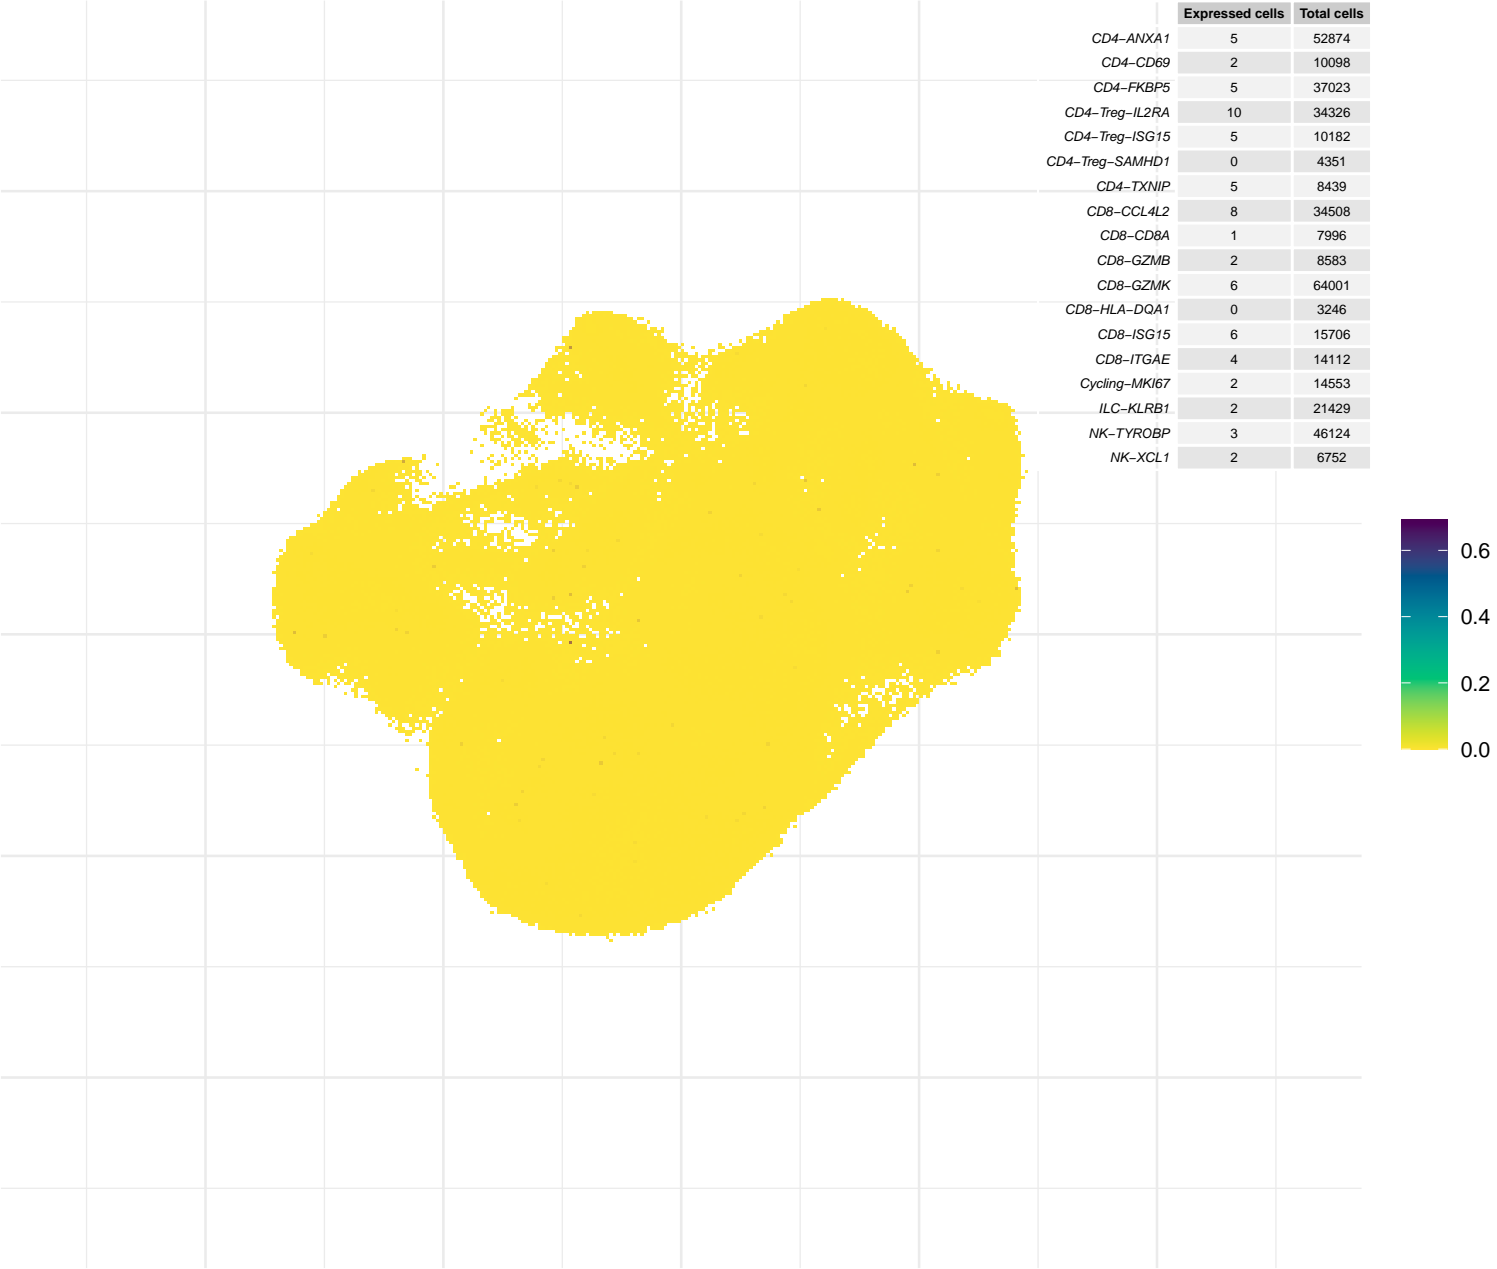 Expressed cells Total cells
CD4−ANXA1 5 52874
CD4−CD69 2 10098
CD4−FKBP5 5 37023
CD4−Treg−IL2RA 10 34326
CD4−Treg−ISG15 5 10182
CD4−Treg−SAMHD1 0 4351
CD4−TXNIP 5 8439
CD8−CCL4L2 8 34508
CD8−CD8A 1 7996
CD8−GZMB 2 8583
CD8−GZMK 6 64001
CD8−HLA−DQA1 0 3246
CD8−ISG15 6 15706
CD8−ITGAE 4 14112
Cycling−MKI67 2 14553
ILC−KLRB1 2 21429
NK−TYROBP 3 46124
NK−XCL1 2 6752
0.6
0.4
0.2
0.0